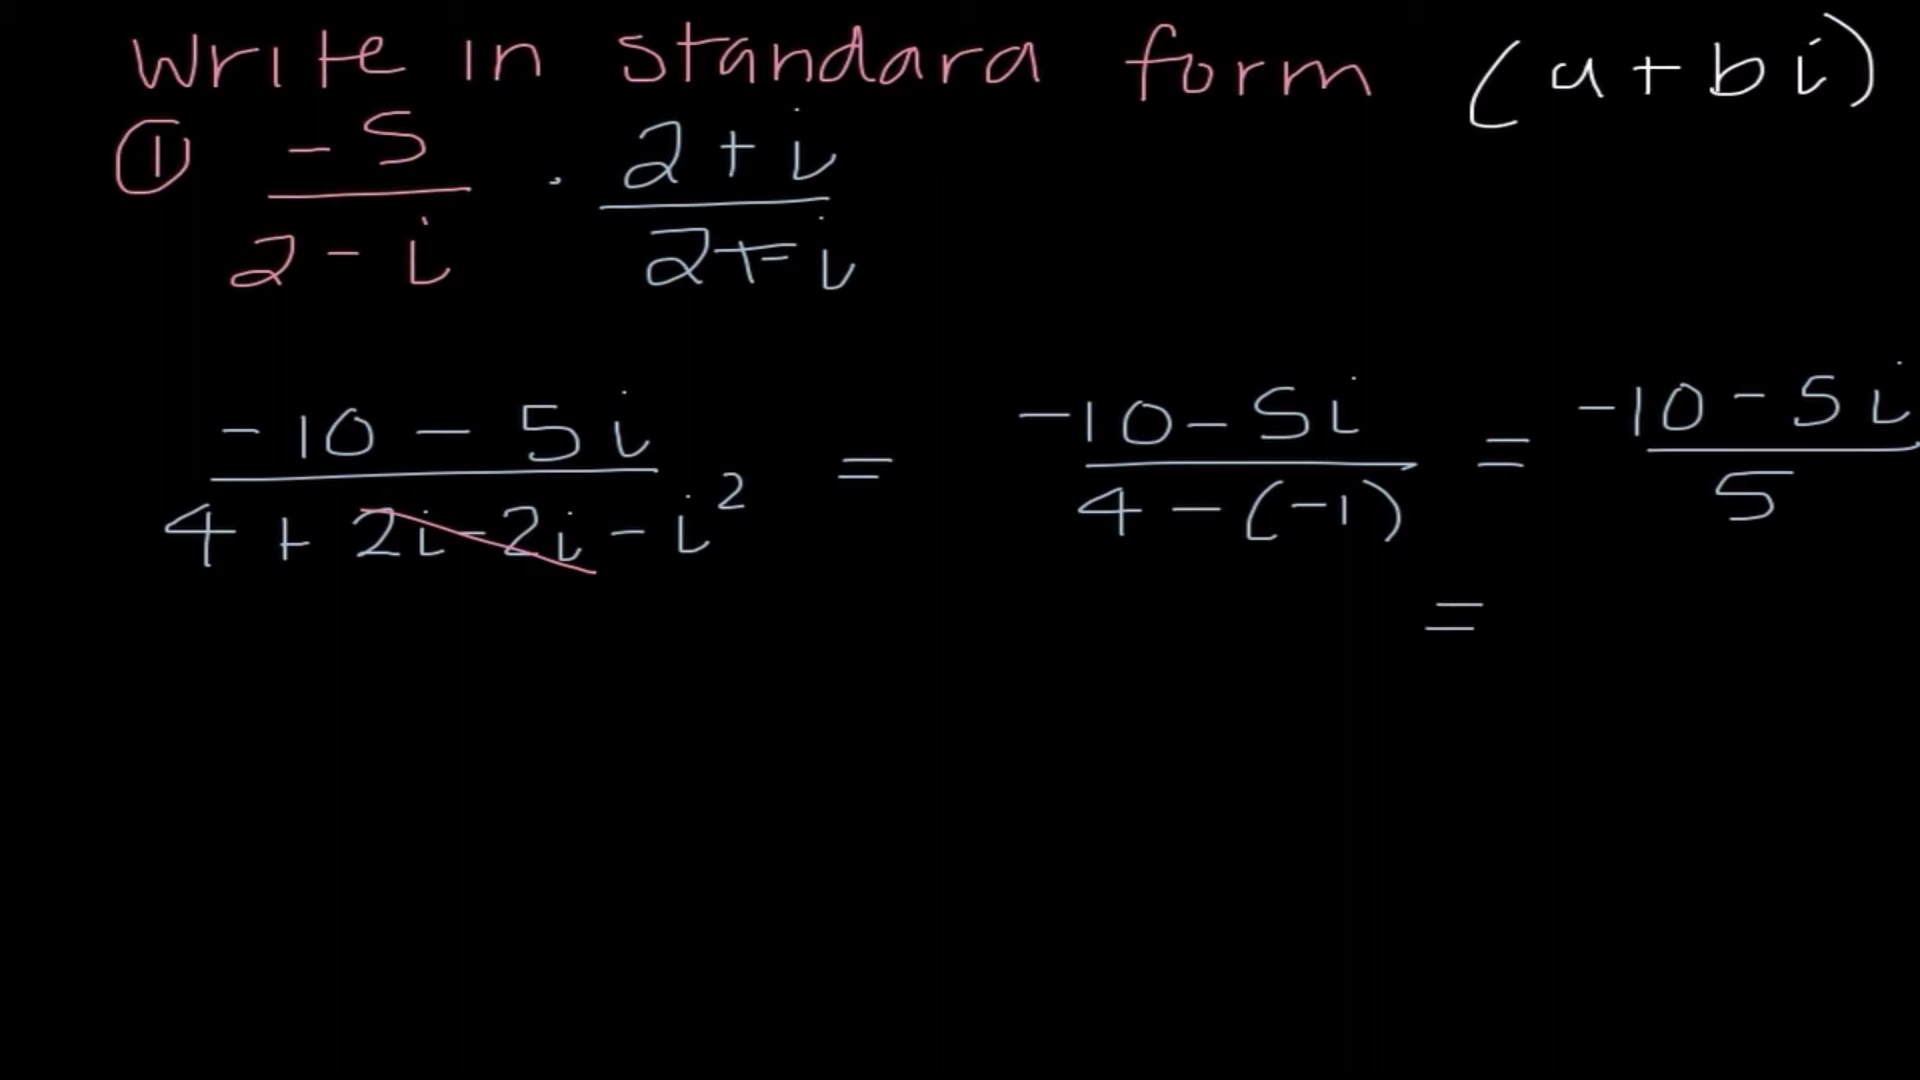 Write in standard form (a+bi)
① -5/(2-i) · (2+i)/(2+i)
(-10-5i)/(4+2i-2i-i²) = (-10-5i)/(4-(-1)) = (-10-5i)/5
=